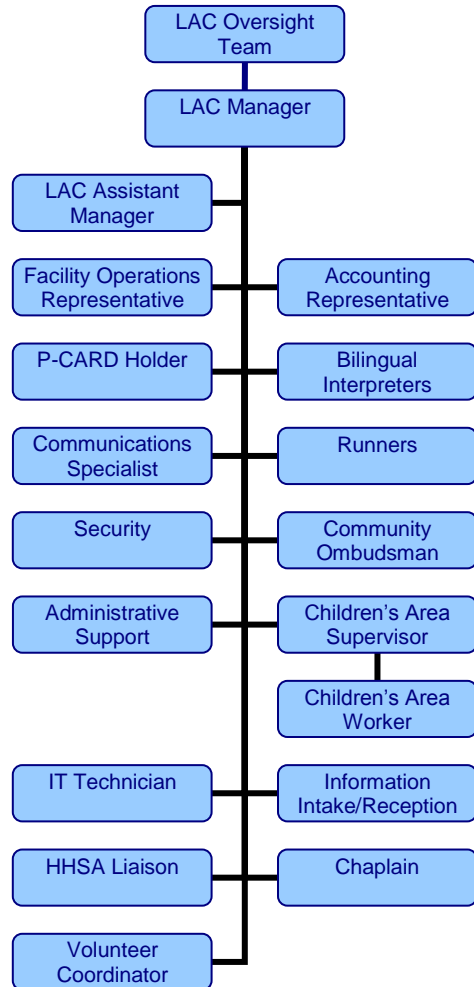 LAC Oversight
Team
LAC Manager
LAC Assistant
Manager
Facility Operations
Representative
Accounting
Representative
P-CARD Holder
Bilingual
Interpreters
Communications
Specialist
Runners
Security
Community
Ombudsman
Administrative
Support
Children’s Area
Supervisor
Children’s Area
Worker
IT Technician
Information
Intake/Reception
HHSA Liaison
Chaplain
Volunteer
Coordinator